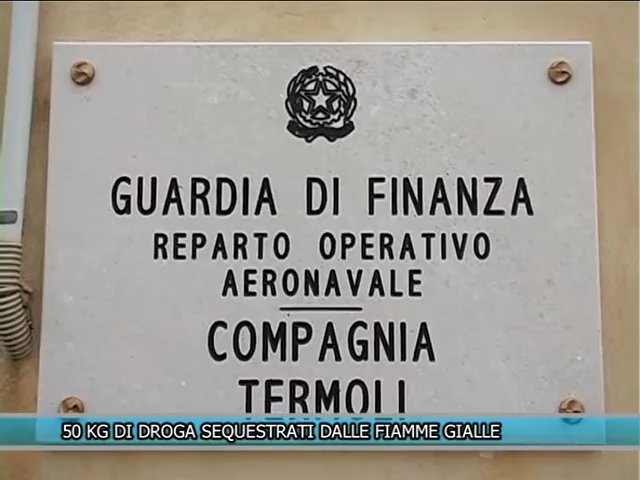 GUARDIA DI FINANZA
REPARTO OPERATIVO
AERONAVALE
COMPAGNIA
TERMOLI
50 KG DI DROGA SEQUESTRATI DALLE FIAMME GIALLE